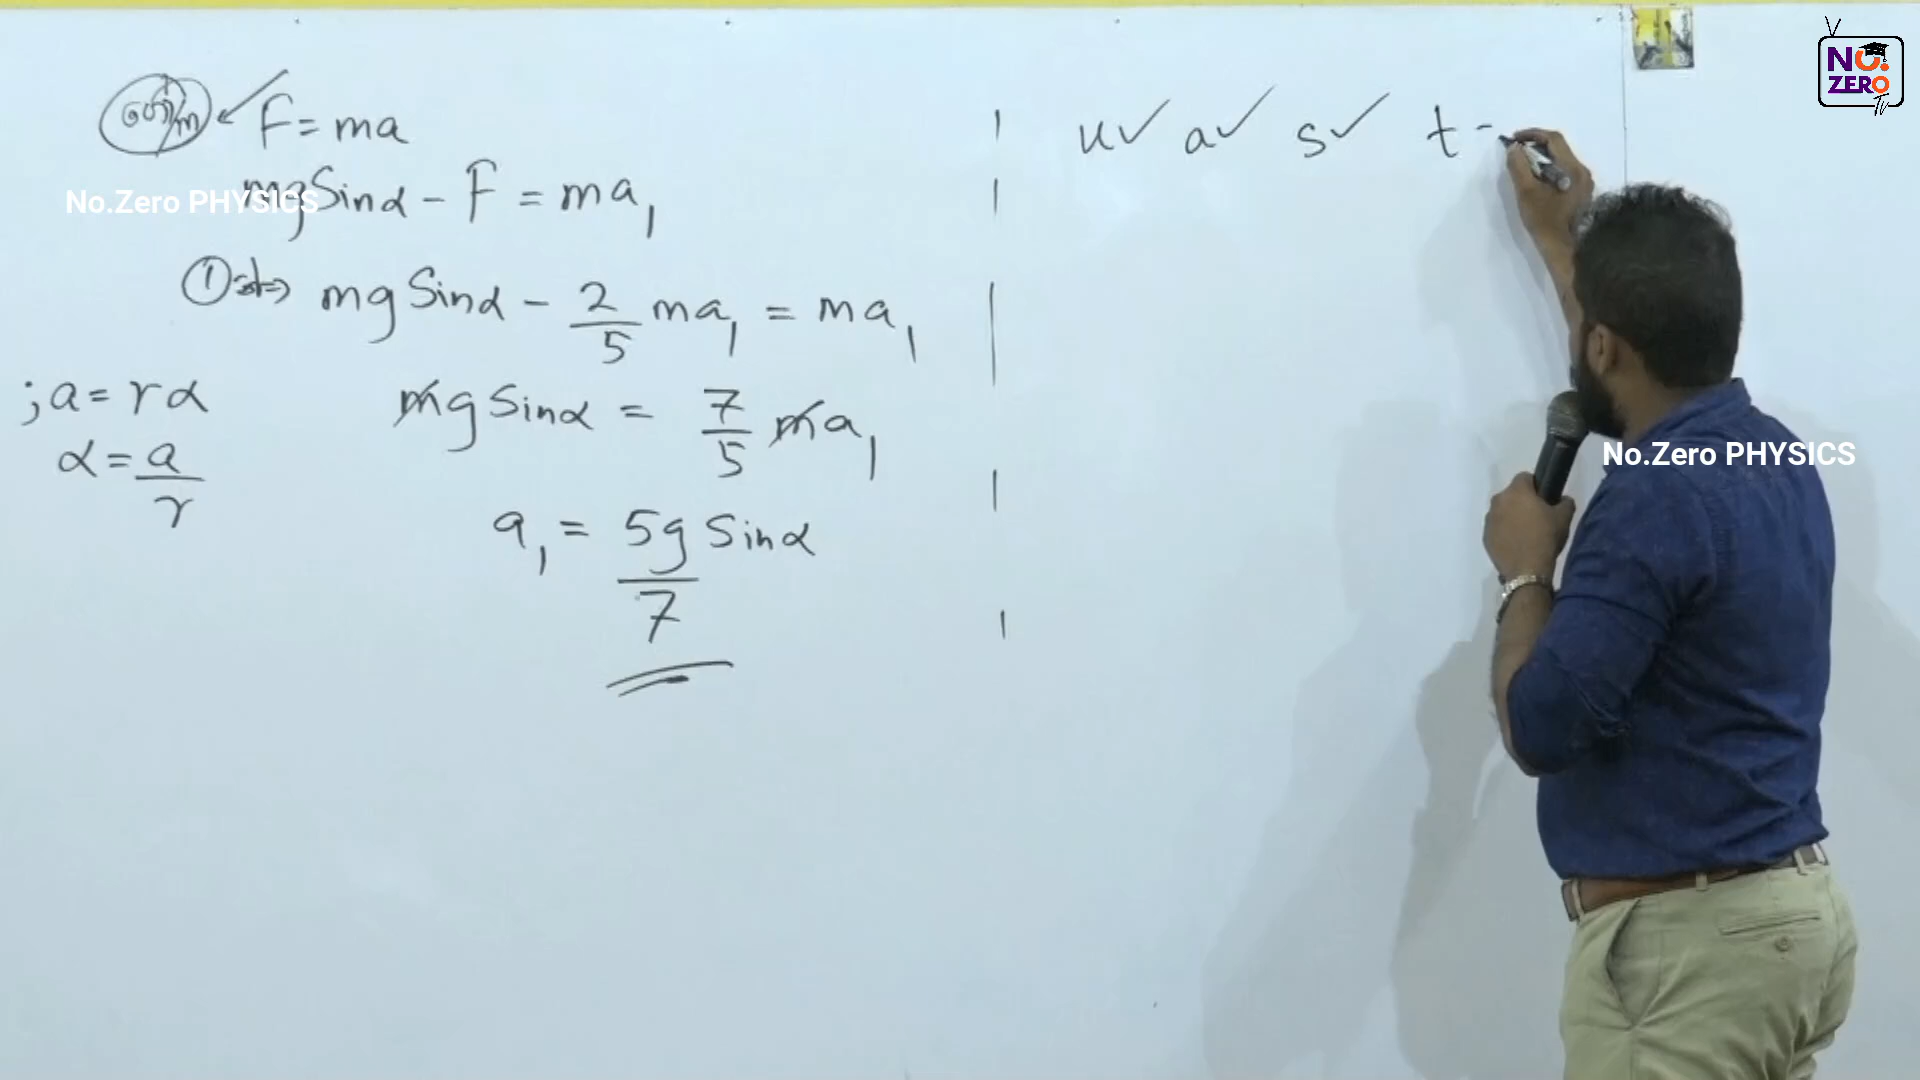 F = ma
mg Sinα - F = ma₁
① ⇒ mg Sinα - 2/5 ma₁ = ma₁
; a = rα
α = a/r
mg Sinα = 7/5 ma₁
a₁ = 5g Sinα / 7
u✓ a✓ s✓ t -
No.Zero PHYSICS
No.Zero PHYSICS
NO. ZERO TV